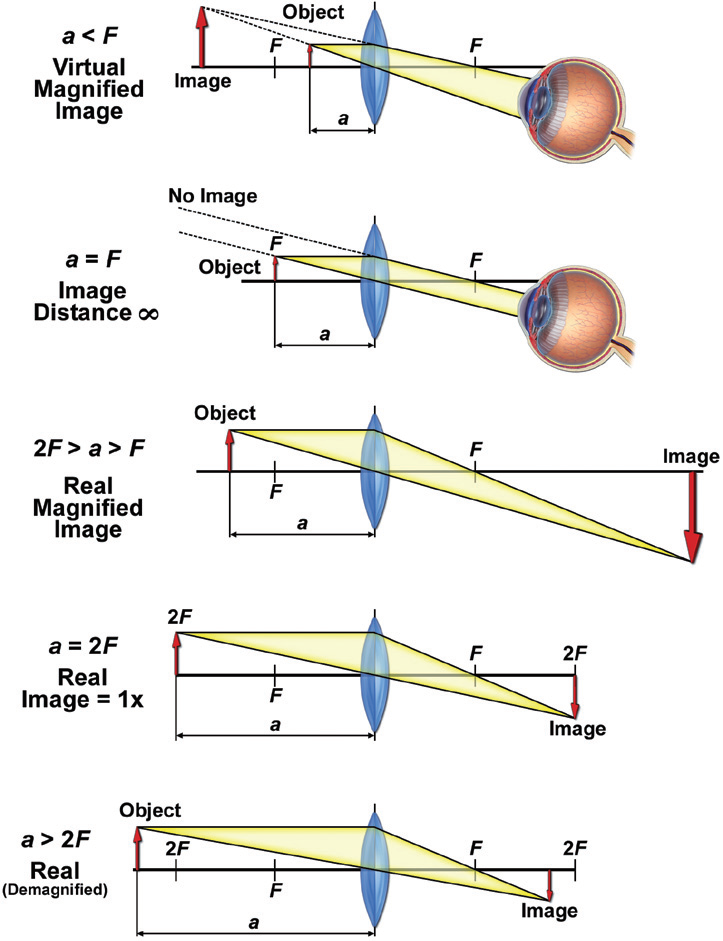 a < F
Virtual
Magnified
Image
Object
Image
F
F
a
No Image
a = F
Image
Distance ∞
F
Object
F
a
2F > a > F
Real
Magnified
Image
Object
F
F
Image
a
a = 2F
Real
Image = 1x
2F
F
F
2F
Image
a
a > 2F
Real
(Demagnified)
Object
2F
F
F
2F
Image
a